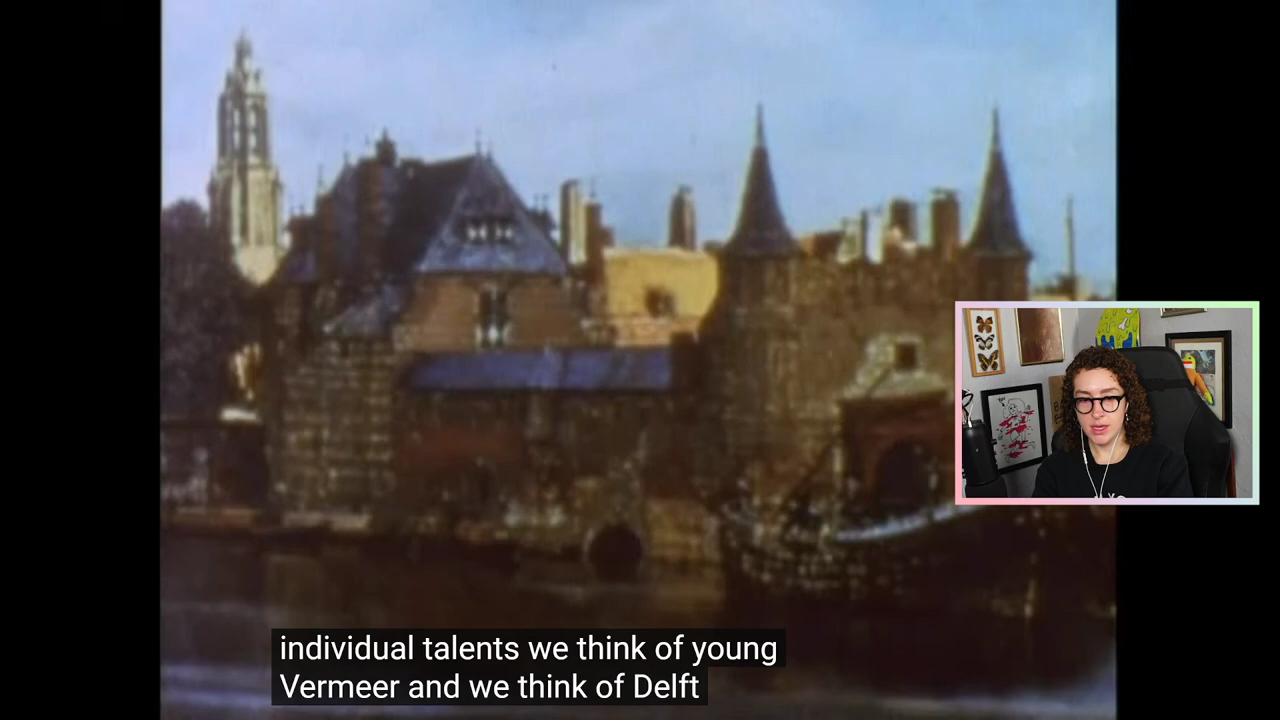 individual talents we think of young
Vermeer and we think of Delft